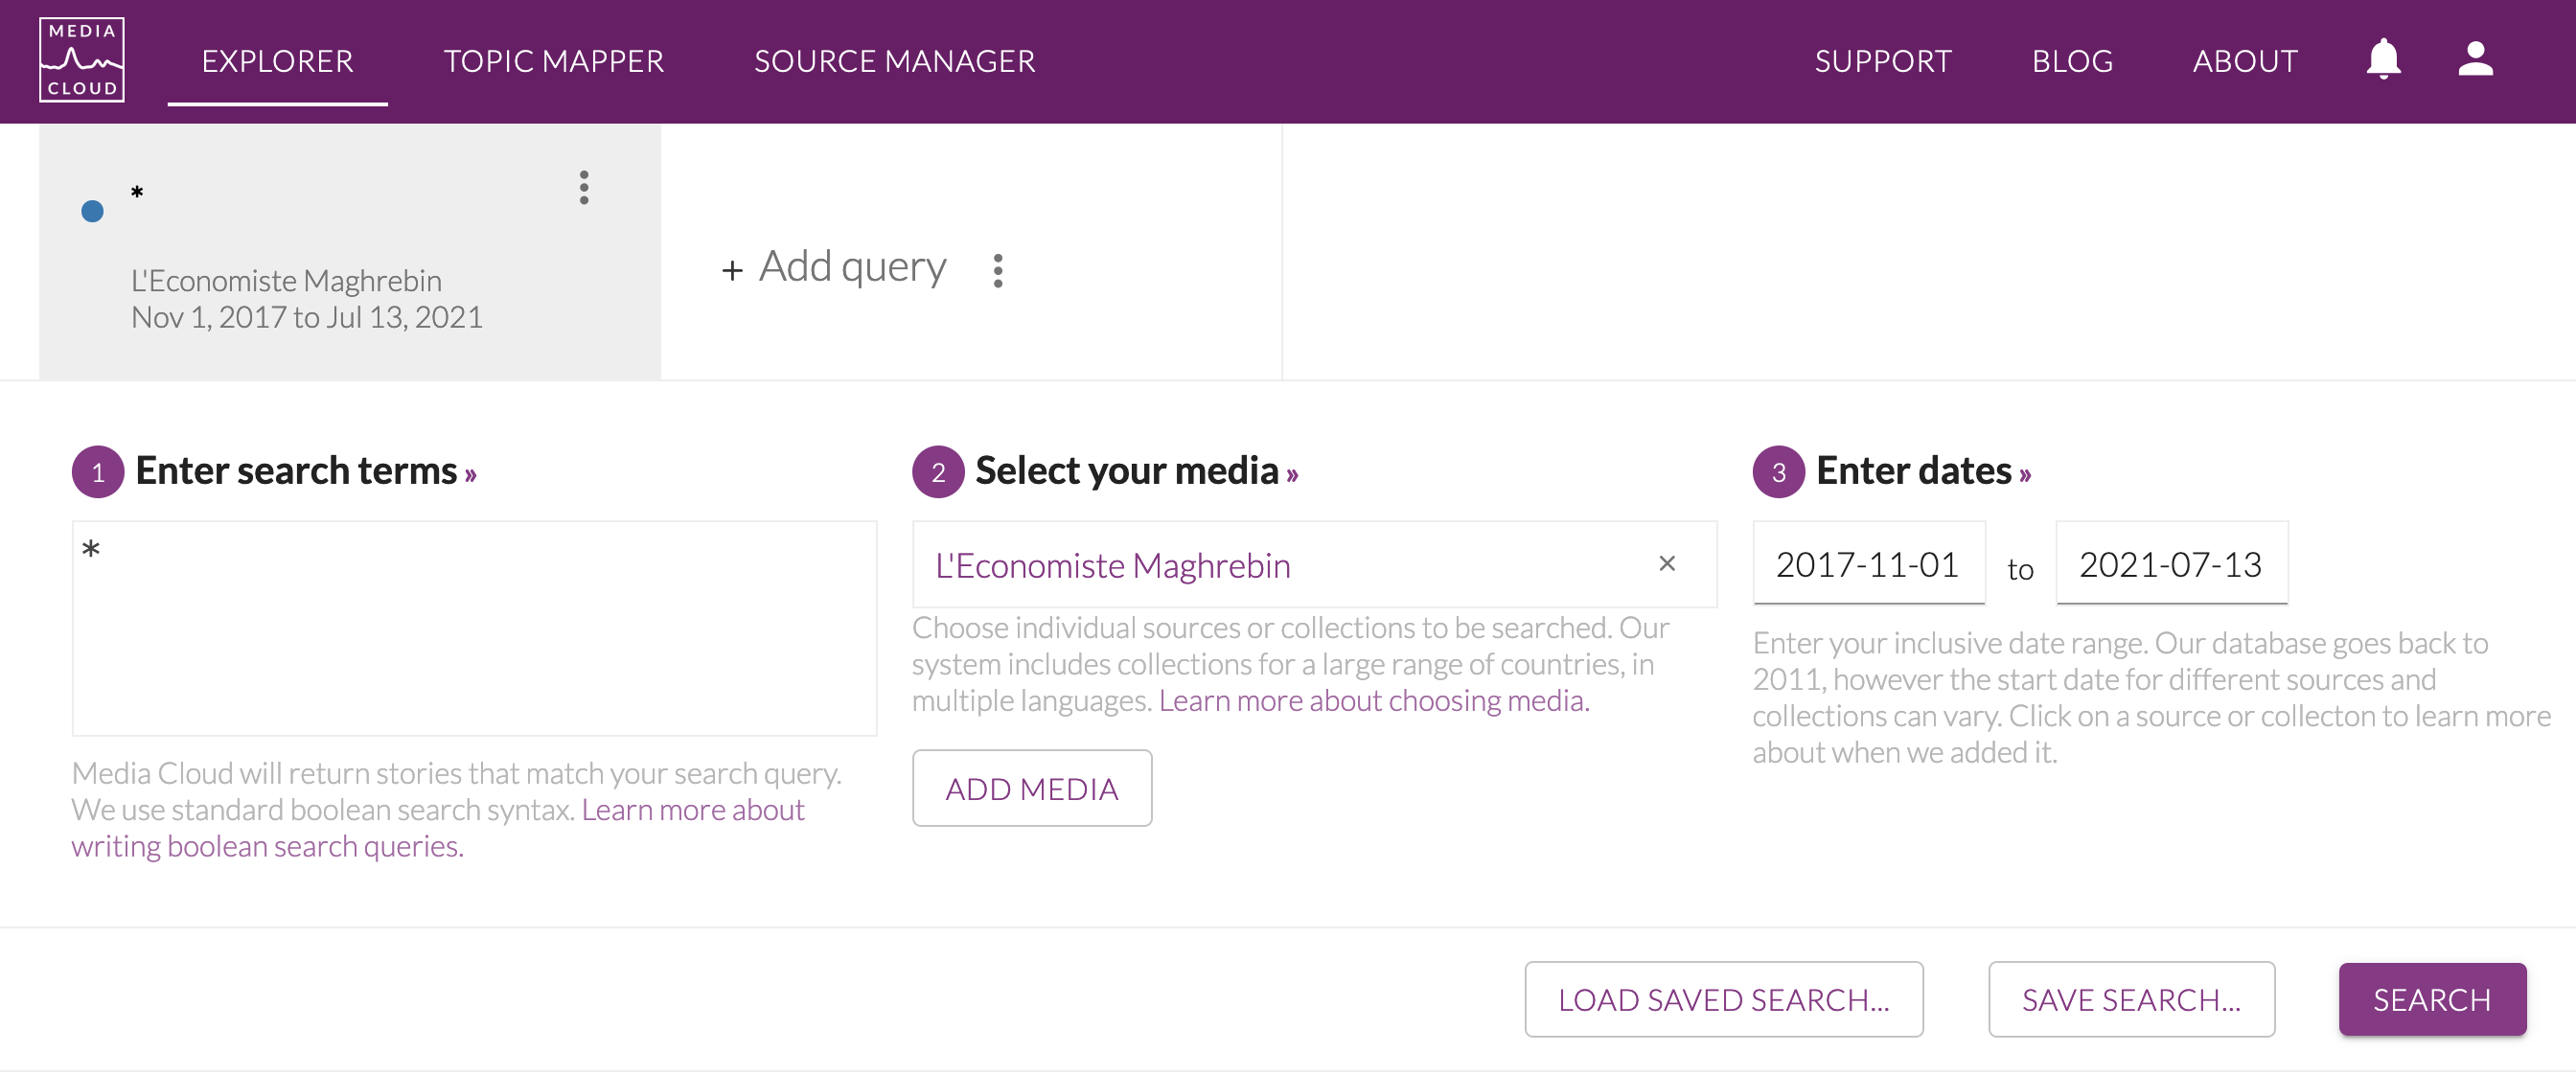 MEDIA
CLOUD
EXPLORER
TOPIC MAPPER
SOURCE MANAGER
SUPPORT
BLOG
ABOUT
*
L'Economiste Maghrebin
Nov 1, 2017 to Jul 13, 2021
+ Add query
1 Enter search terms »
*
Media Cloud will return stories that match your search query.
We use standard boolean search syntax. Learn more about
writing boolean search queries.
2 Select your media »
L'Economiste Maghrebin ×
Choose individual sources or collections to be searched. Our
system includes collections for a large range of countries, in
multiple languages. Learn more about choosing media.
ADD MEDIA
3 Enter dates »
2017-11-01 to 2021-07-13
Enter your inclusive date range. Our database goes back to
2011, however the start date for different sources and
collections can vary. Click on a source or collecton to learn more
about when we added it.
LOAD SAVED SEARCH...
SAVE SEARCH...
SEARCH